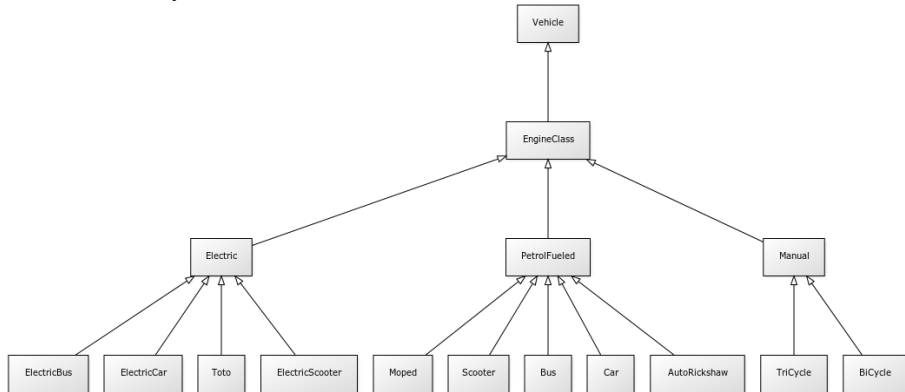 Vehicle
EngineClass
Electric
PetrolFueled
Manual
ElectricBus
ElectricCar
Toto
ElectricScooter
Moped
Scooter
Bus
Car
AutoRickshaw
TriCycle
BiCycle